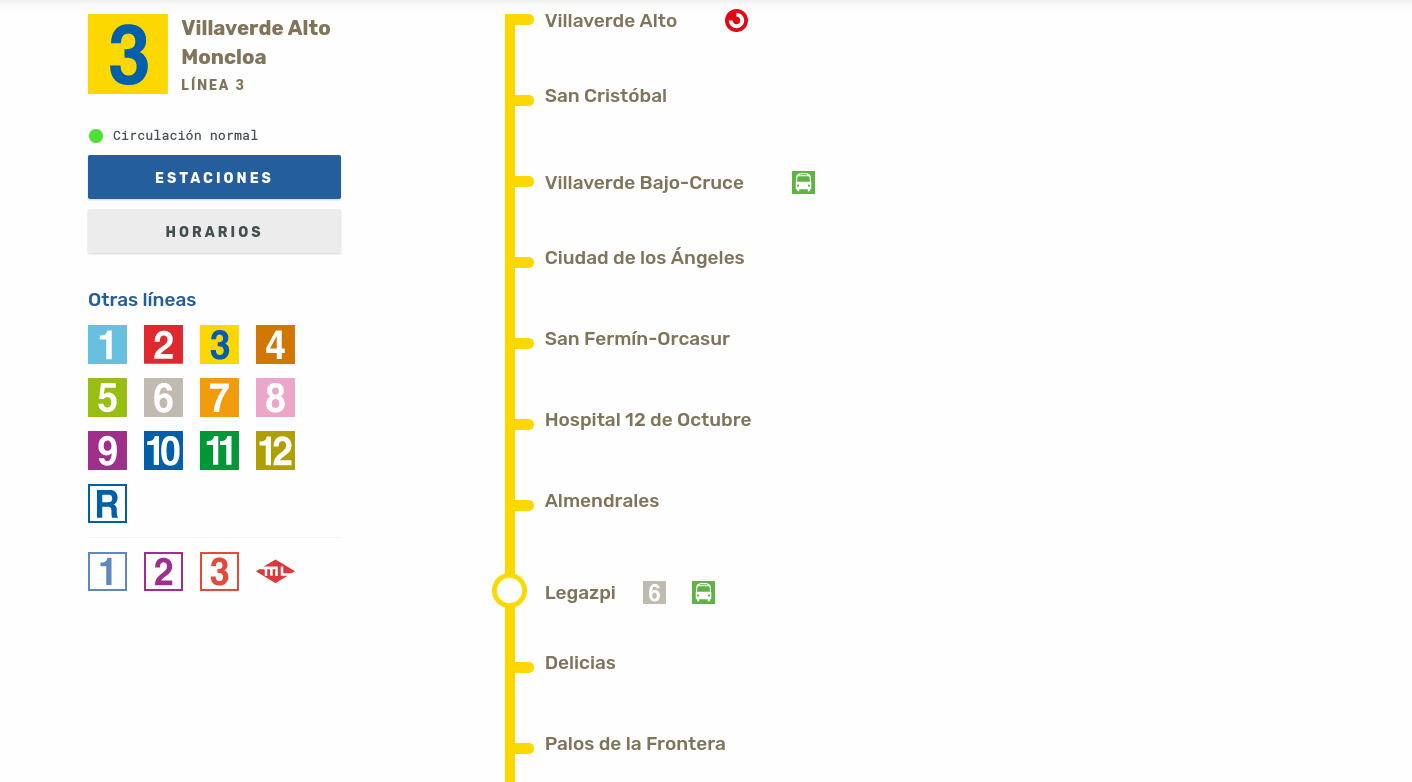 3
Villaverde Alto
Moncloa
LÍNEA 3
Circulación normal
ESTACIONES
HORARIOS
Otras líneas
1 2 3 4
5 6 7 8
9 10 11 12
R
1 2 3 ML
Villaverde Alto
San Cristóbal
Villaverde Bajo-Cruce
Ciudad de los Ángeles
San Fermín-Orcasur
Hospital 12 de Octubre
Almendrales
Legazpi 6
Delicias
Palos de la Frontera